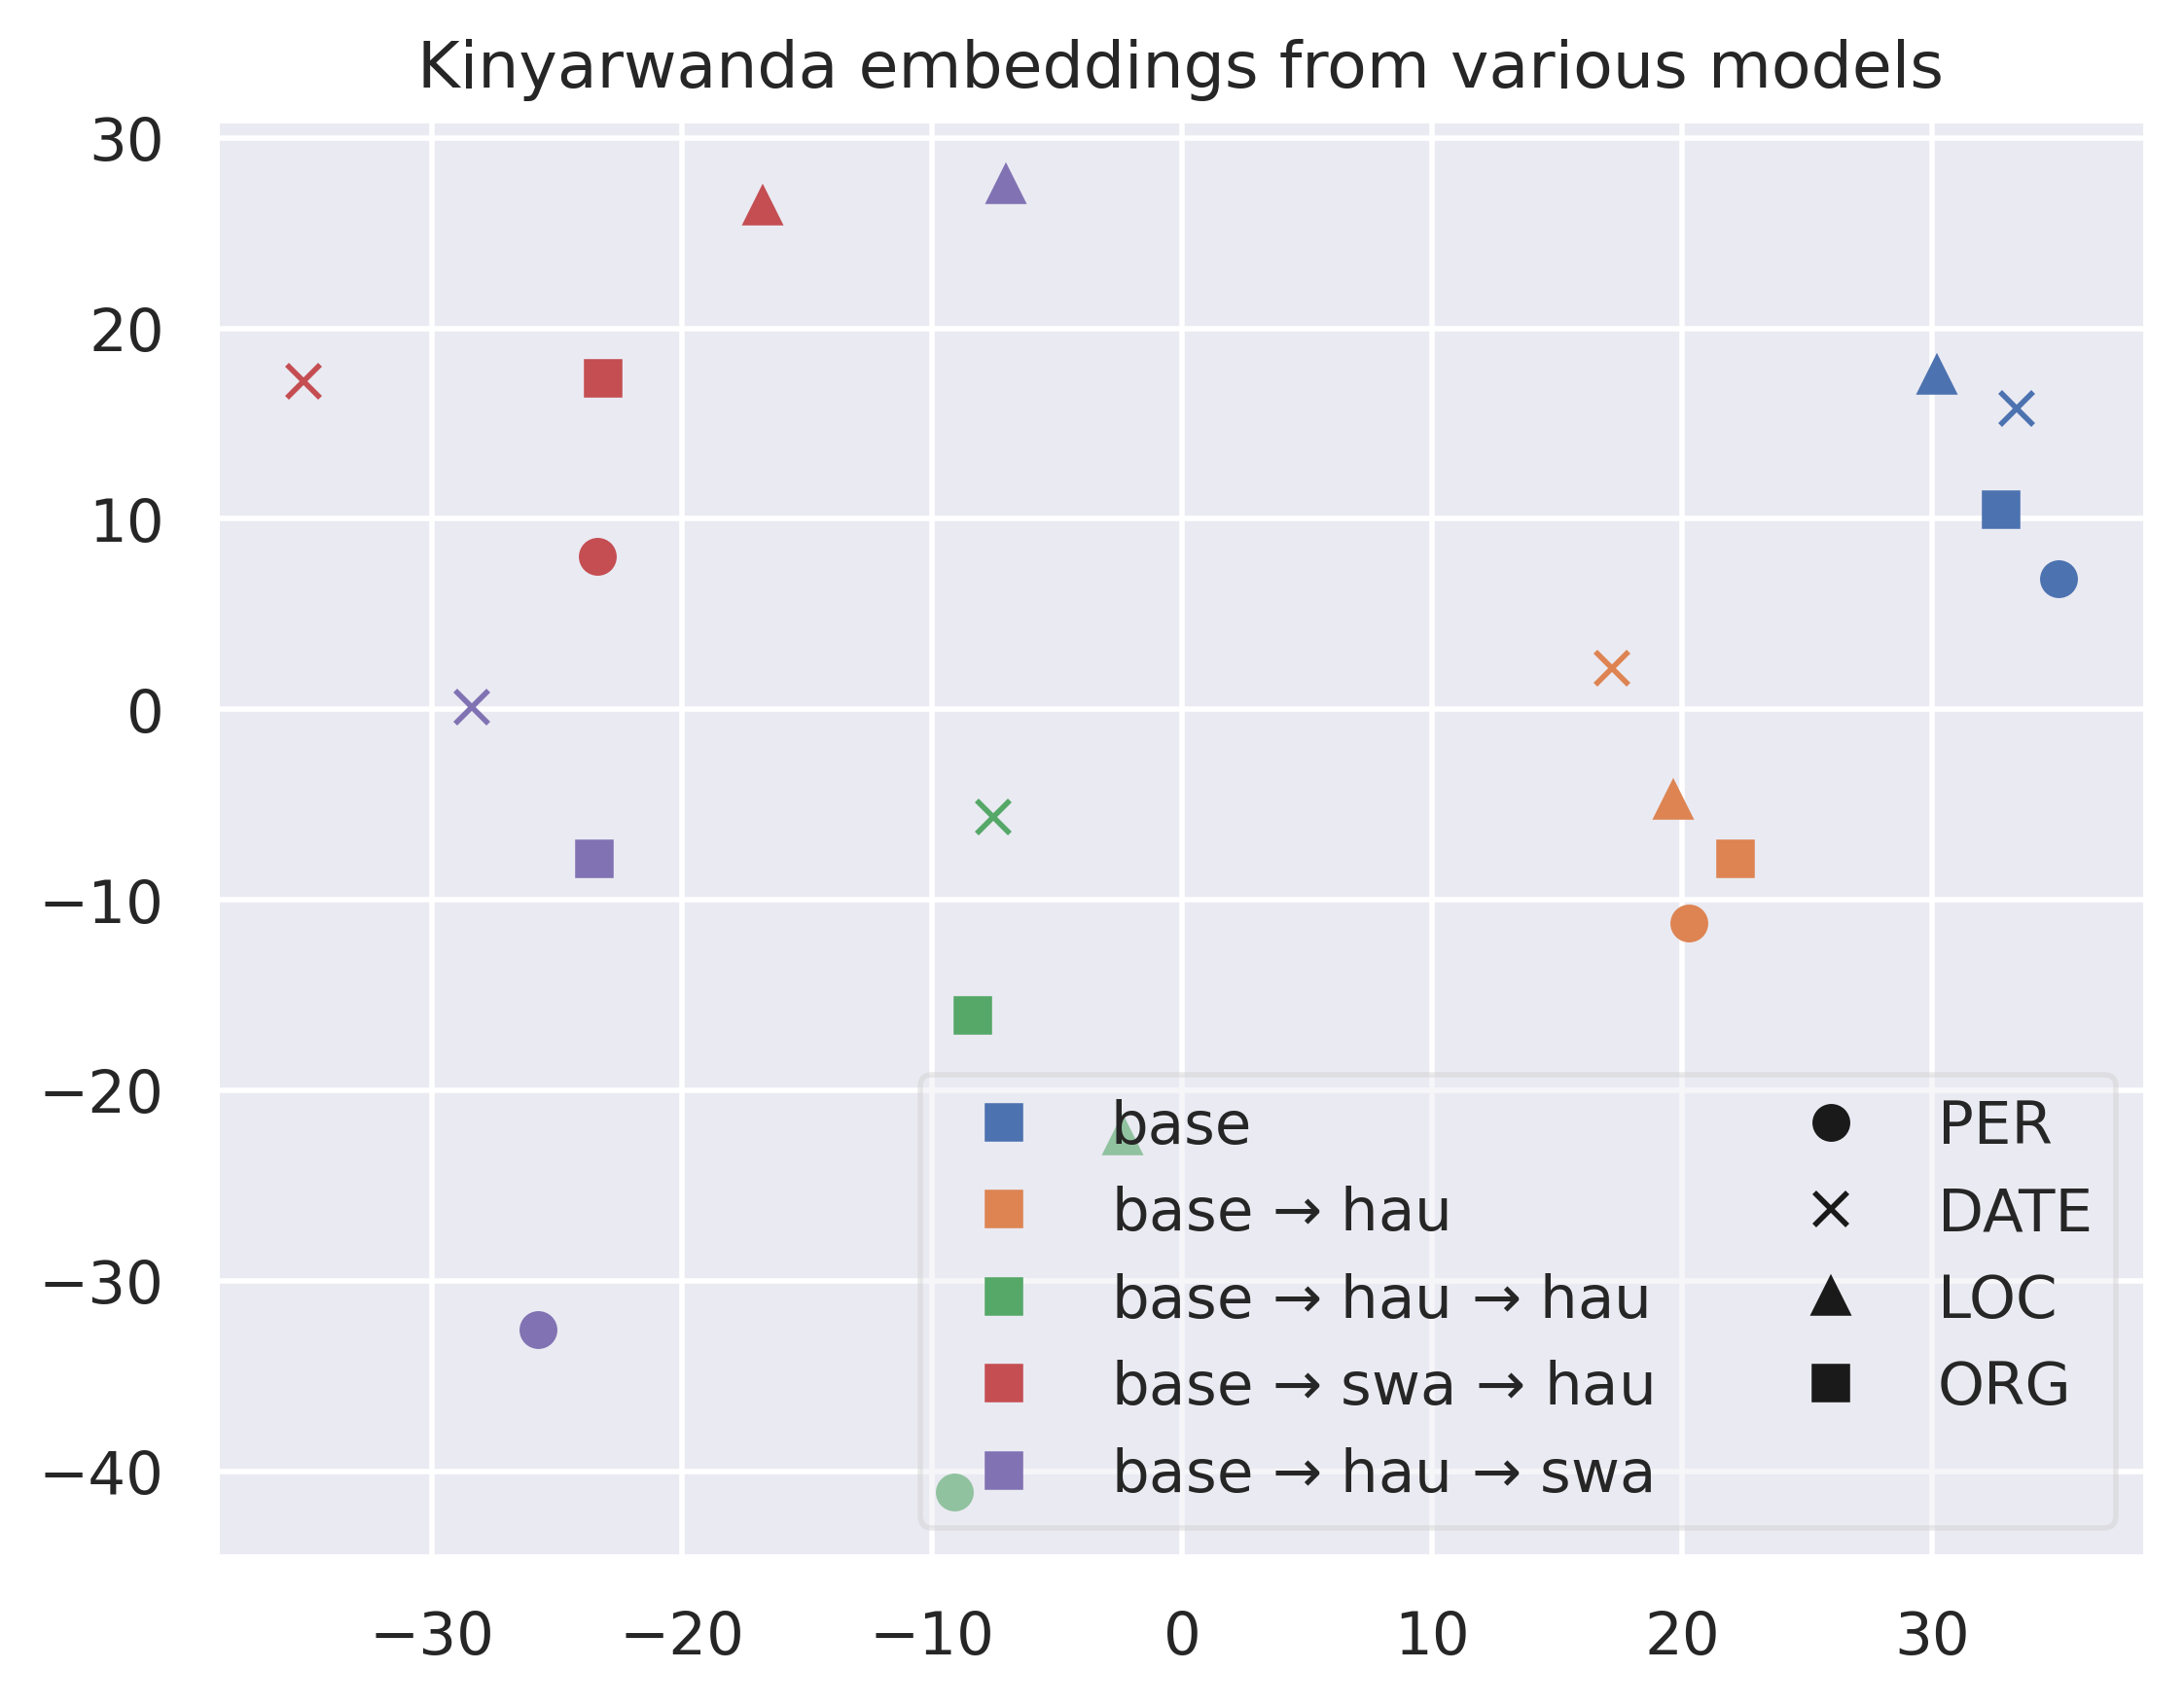 Kinyarwanda embeddings from various models
30
20
10
0
−10
−20
−30
−40
base
base → hau
base → hau → hau
base → swa → hau
base → hau → swa
PER
DATE
LOC
ORG
−30 −20 −10 0 10 20 30